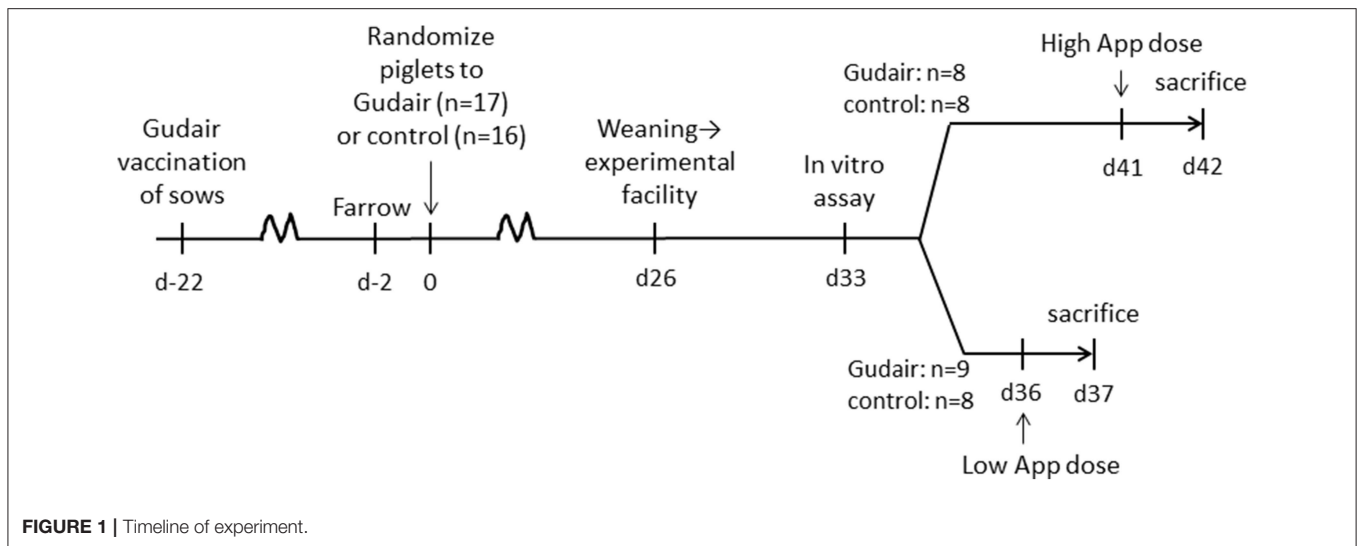 Randomize
piglets to
Gudair (n=17)
or control (n=16)
Gudair
vaccination
of sows
Farrow
Weaning→
experimental
facility
In vitro
assay
d-22
d-2
0
d26
d33
Gudair: n=8
control: n=8
High App dose
sacrifice
d41
d42
Gudair: n=9
control: n=8
sacrifice
d36
d37
Low App dose
FIGURE 1 | Timeline of experiment.